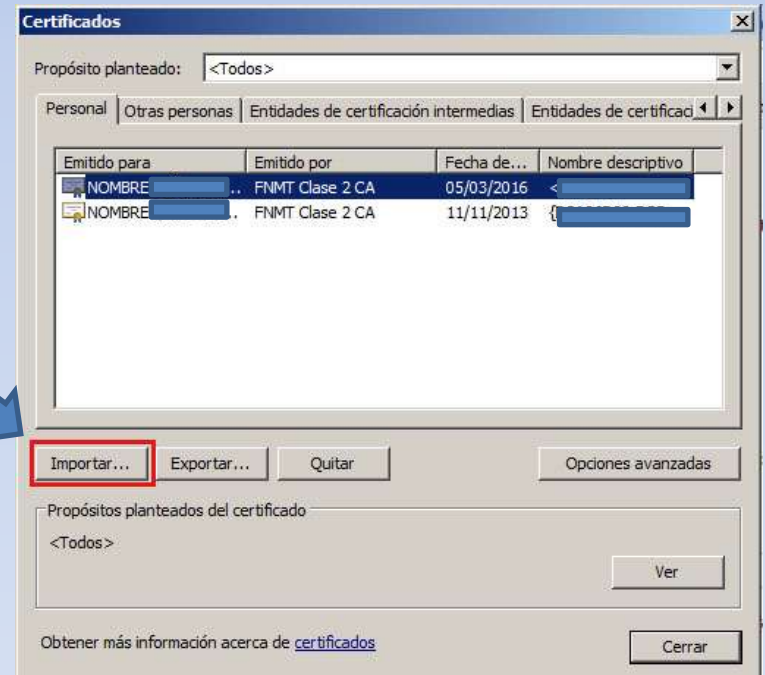 Certificados
Propósito planteado: <Todos>
Personal Otras personas Entidades de certificación intermedias Entidades de certificaci
Emitido para Emitido por Fecha de... Nombre descriptivo
NOMBRE .. FNMT Clase 2 CA 05/03/2016 <
NOMBRE . FNMT Clase 2 CA 11/11/2013 {
Importar... Exportar... Quitar Opciones avanzadas
Propósitos planteados del certificado
<Todos>
Ver
Obtener más información acerca de certificados
Cerrar